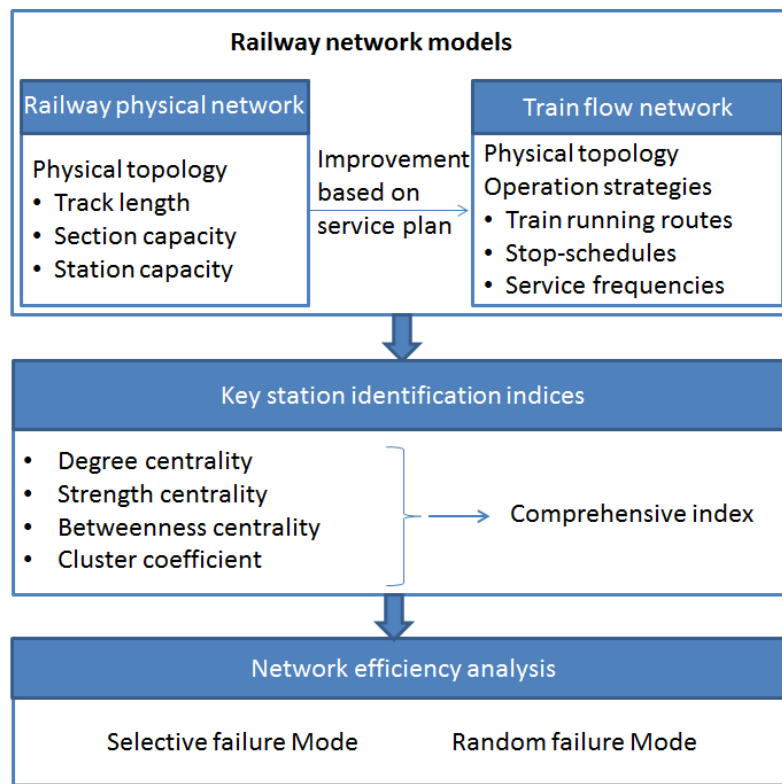 Railway network models
Railway physical network
Physical topology
• Track length
• Section capacity
• Station capacity
Improvement
based on
service plan
Train flow network
Physical topology
Operation strategies
• Train running routes
• Stop-schedules
• Service frequencies
Key station identification indices
• Degree centrality
• Strength centrality
• Betweenness centrality
• Cluster coefficient
Comprehensive index
Network efficiency analysis
Selective failure Mode
Random failure Mode